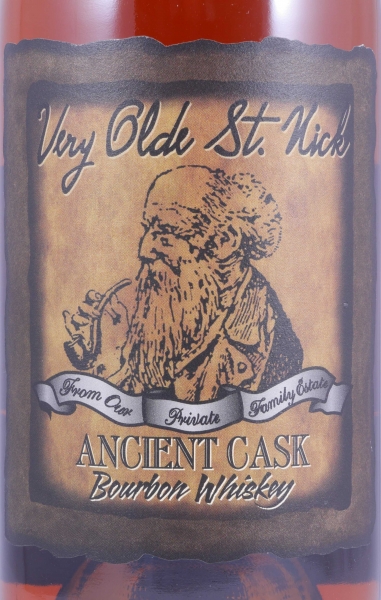 Very Olde St. Nick
From Our Private Family Estate
ANCIENT CASK
Bourbon Whiskey